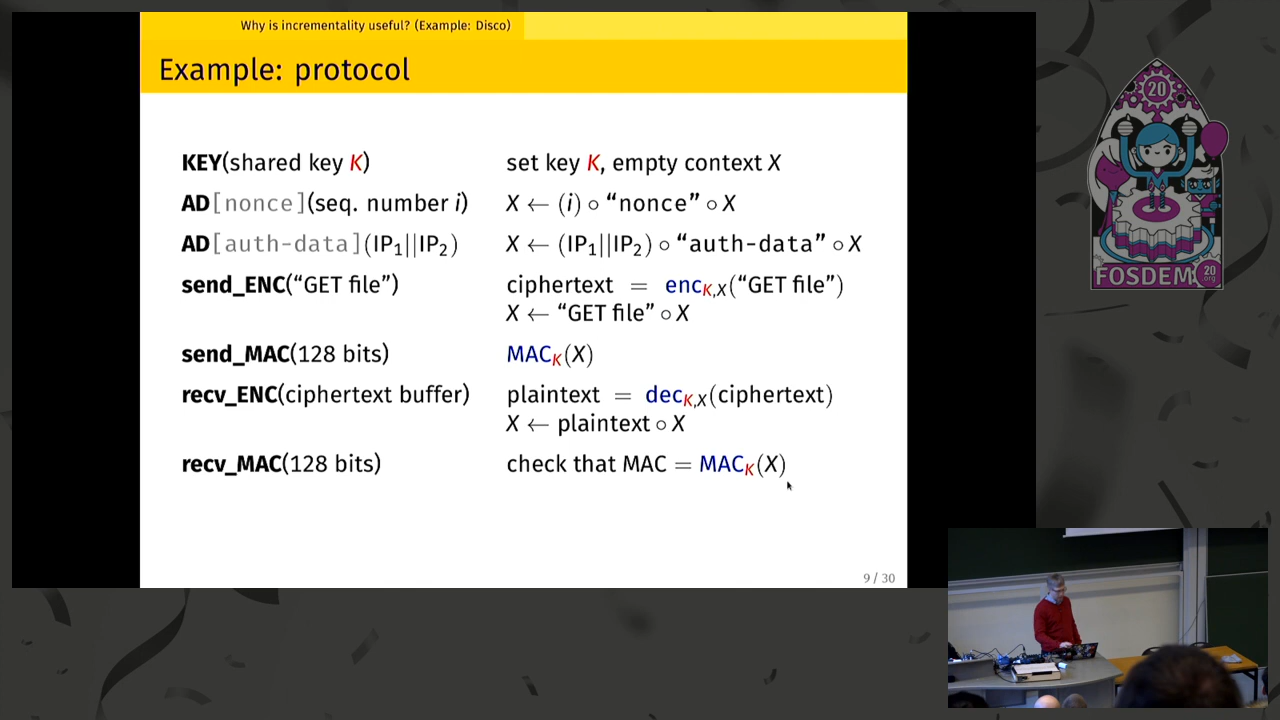 Why is incrementality useful? (Example: Disco)
Example: protocol
KEY(shared key K) set key K, empty context X
AD[nonce](seq. number i) X ← (i) ∘ “nonce” ∘ X
AD[auth-data](IP₁||IP₂) X ← (IP₁||IP₂) ∘ “auth-data” ∘ X
send_ENC(“GET file”) ciphertext = enc_K,X(“GET file”)
X ← “GET file” ∘ X
send_MAC(128 bits) MAC_K(X)
recv_ENC(ciphertext buffer) plaintext = dec_K,X(ciphertext)
X ← plaintext ∘ X
recv_MAC(128 bits) check that MAC = MAC_K(X)
9 / 30
20
FOSDEM 20
.org